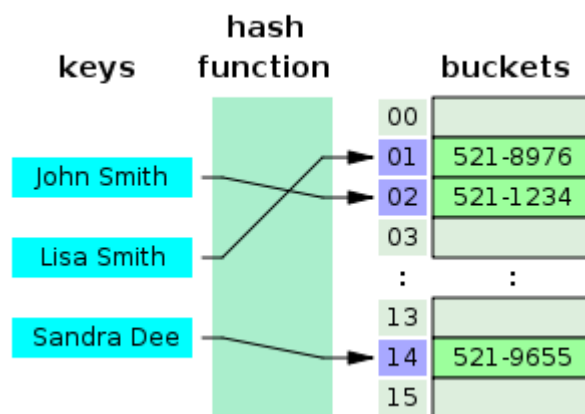 hash
keys function buckets
00
John Smith 01 521-8976
02 521-1234
Lisa Smith 03
: :
13
Sandra Dee 14 521-9655
15